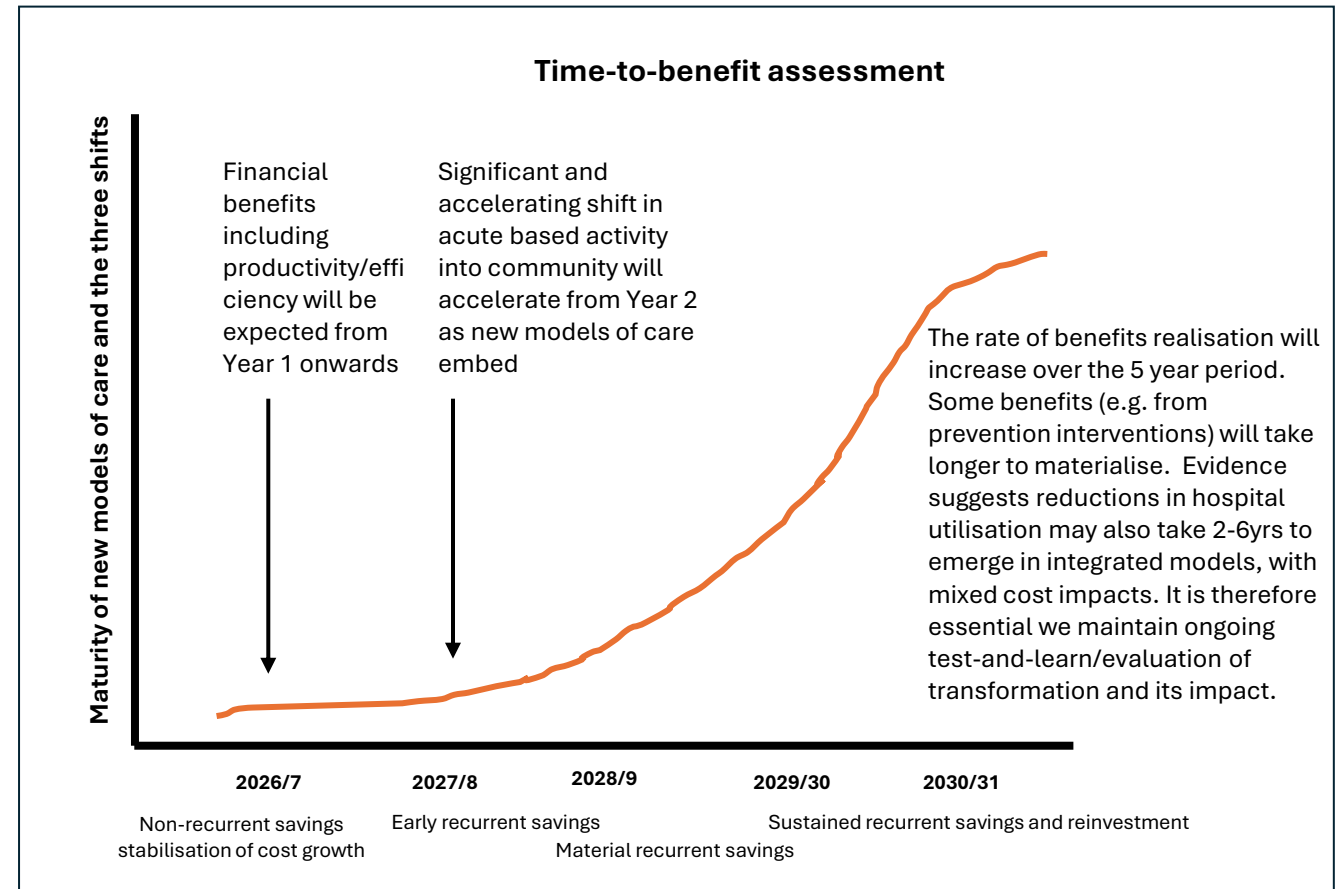 Time-to-benefit assessment
Maturity of new models of care and the three shifts
Financial
benefits
including
productivity/effi
ciency will be
expected from
Year 1 onwards
Significant and
accelerating shift in
acute based activity
into community will
accelerate from Year 2
as new models of care
embed
The rate of benefits realisation will
increase over the 5 year period.
Some benefits (e.g. from
prevention interventions) will take
longer to materialise.  Evidence
suggests reductions in hospital
utilisation may also take 2-6yrs to
emerge in integrated models, with
mixed cost impacts. It is therefore
essential we maintain ongoing
test-and-learn/evaluation of
transformation and its impact.
2026/7
2027/8
2028/9
2029/30
2030/31
Non-recurrent savings
stabilisation of cost growth
Early recurrent savings
Material recurrent savings
Sustained recurrent savings and reinvestment